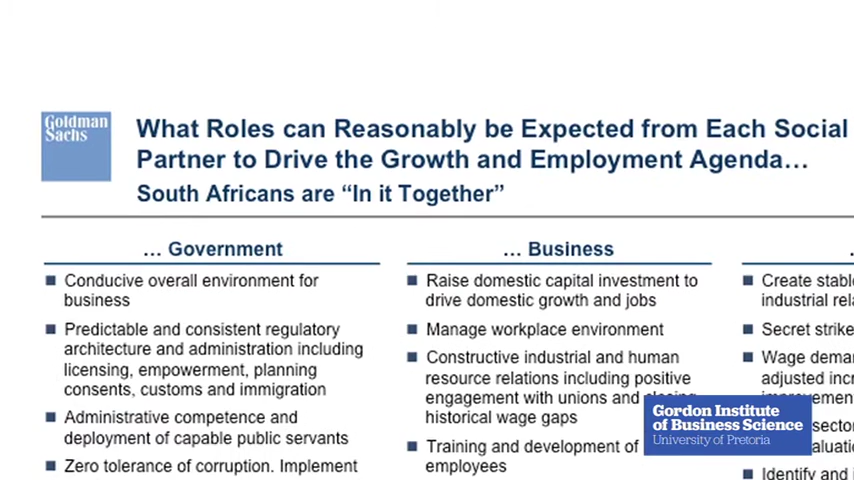 Goldman
Sachs
What Roles can Reasonably be Expected from Each Social
Partner to Drive the Growth and Employment Agenda…
South Africans are “In it Together”
… Government
Conducive overall environment for
business
Predictable and consistent regulatory
architecture and administration including
licensing, empowerment, planning
consents, customs and immigration
Administrative competence and
deployment of capable public servants
Zero tolerance of corruption. Implement
… Business
Raise domestic capital investment to
drive domestic growth and jobs
Manage workplace environment
Constructive industrial and human
resource relations including positive
engagement with unions and closing
historical wage gaps
Training and development of
employees
Create
industrial
Secret
Wage
adjusted
Identify and
Gordon Institute
of Business Science
University of Pretoria